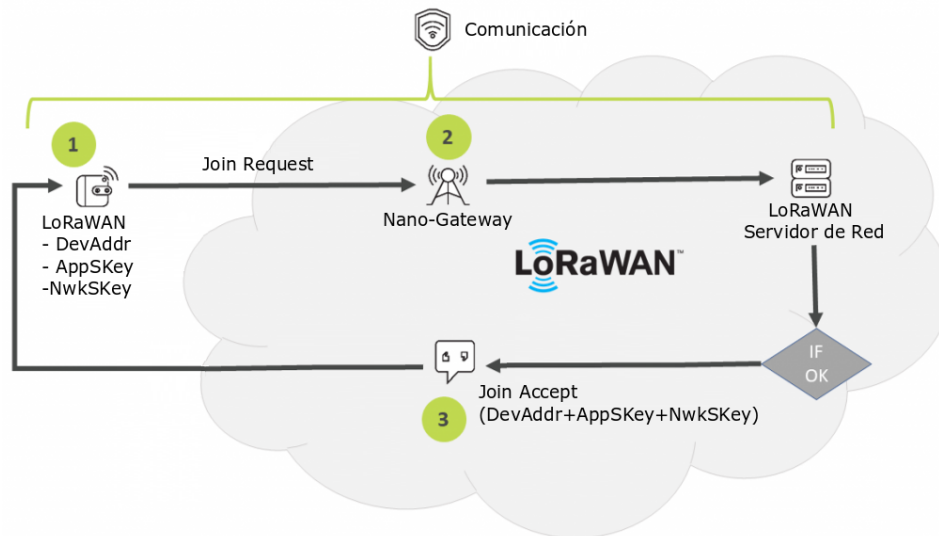 Comunicación
1
2
Join Request
LoRaWAN
- DevAddr
- AppSKey
-NwkSKey
Nano-Gateway
LoRaWAN
Servidor de Red
LoRaWAN™
IF
OK
Join Accept
(DevAddr+AppSKey+NwkSKey)
3